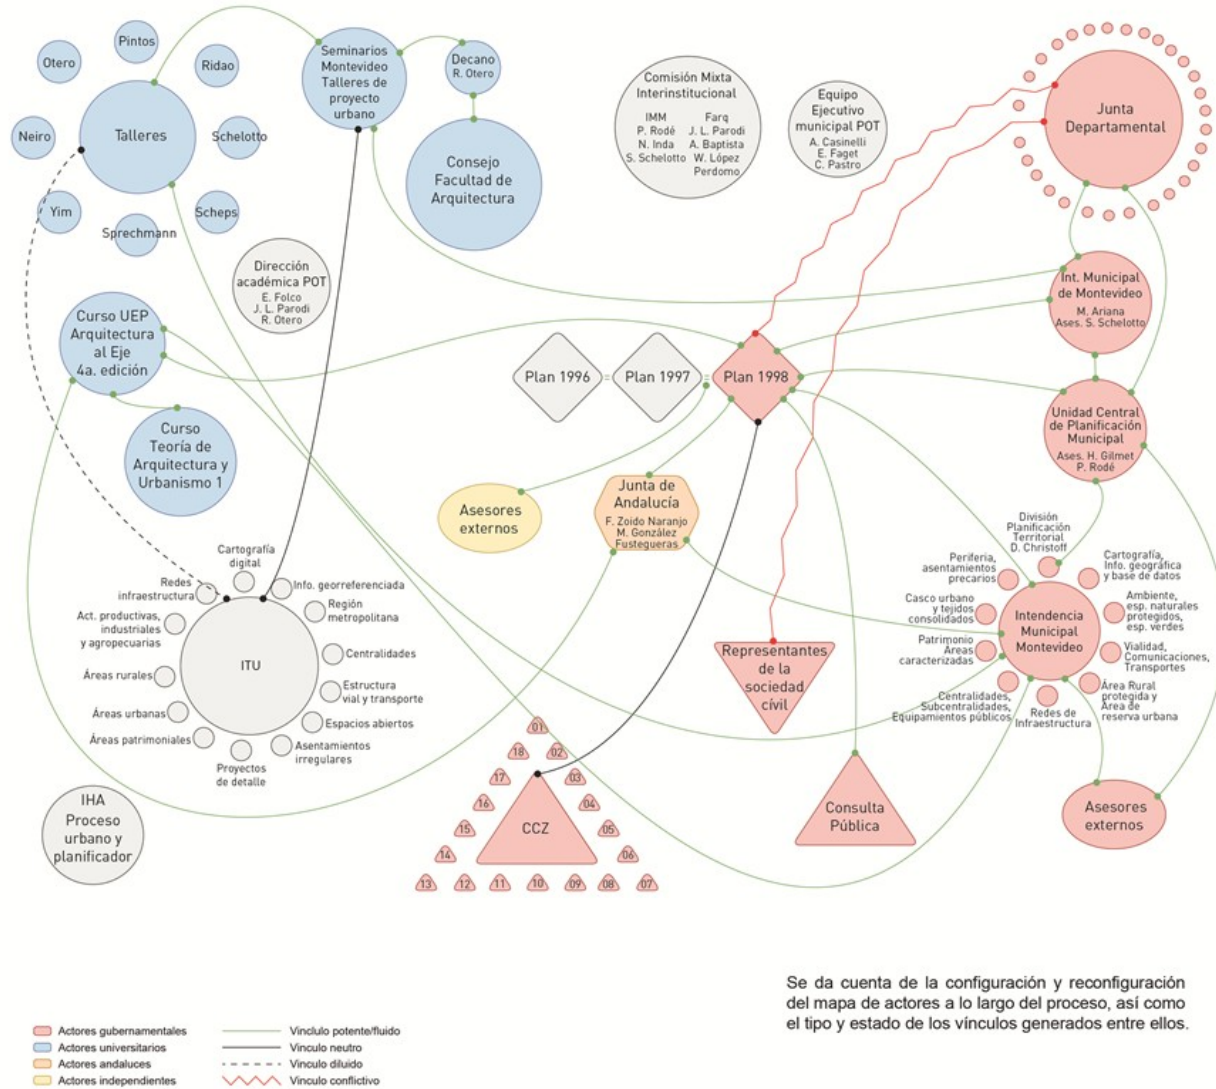 Pintos
Otero
Ridao
Talleres
Neiro
Schelotto
Yim
Scheps
Sprechmann
Seminarios
Montevideo
Talleres de
proyecto
urbano
Decano
R. Otero
Consejo
Facultad de
Arquitectura
Comisión Mixta
Interinstitucional
IMM
P. Rodé
N. Inda
S. Schelotto
Farq
J. L. Parodi
A. Baptista
W. López
Perdomo
Equipo
Ejecutivo
municipal POT
A. Casinelli
E. Faget
C. Pastro
Junta
Departamental
Dirección
académica POT
E. Folco
J. L. Parodi
R. Otero
Int. Municipal
de Montevideo
M. Ariana
Ases. S. Schelotto
Curso UEP
Arquitectura
al Eje
4a. edición
Plan 1996
Plan 1997
Plan 1998
Curso
Teoría de
Arquitectura y
Urbanismo 1
Unidad Central
de Planificación
Municipal
Ases. H. Gilmet
P. Rodé
Asesores
externos
Junta de
Andalucía
F. Zoido Naranjo
M. González
Fustegueras
División
Planificación
Territorial
D. Christoff
Periferia,
asentamientos
precarios
Cartografía,
Info. geográfica
y base de datos
Casco urbano
y tejidos
consolidados
Ambiente,
esp. naturales
protegidos,
esp. verdes
Intendencia
Municipal
Montevideo
Patrimonio
Áreas
caracterizadas
Vialidad,
Comunicaciones,
Transportes
Centralidades,
Subcentralidades,
Equipamientos públicos
Redes de
Infraestructura
Área Rural
protegida y
Área de
reserva urbana
Cartografía
digital
Redes
infraestructura
Info. georreferenciada
Act. productivas,
industriales
y agropecuarias
Región
metropolitana
ITU
Centralidades
Áreas rurales
Estructura
vial y transporte
Áreas urbanas
Espacios abiertos
Áreas patrimoniales
Asentamientos
irregulares
Proyectos
de detalle
Representantes
de la
sociedad
cívil
IHA
Proceso
urbano y
planificador
01
18
02
17
03
16
04
15
05
14
06
13
12
11
10
09
08
07
CCZ
Consulta
Pública
Asesores
externos
Se da cuenta de la configuración y reconfiguración
del mapa de actores a lo largo del proceso, así como
el tipo y estado de los vínculos generados entre ellos.
Actores gubernamentales
Actores universitarios
Actores andaluces
Actores independientes
Vinclulo potente/fluido
Vinculo neutro
Vinculo diluido
Vinculo conflictivo